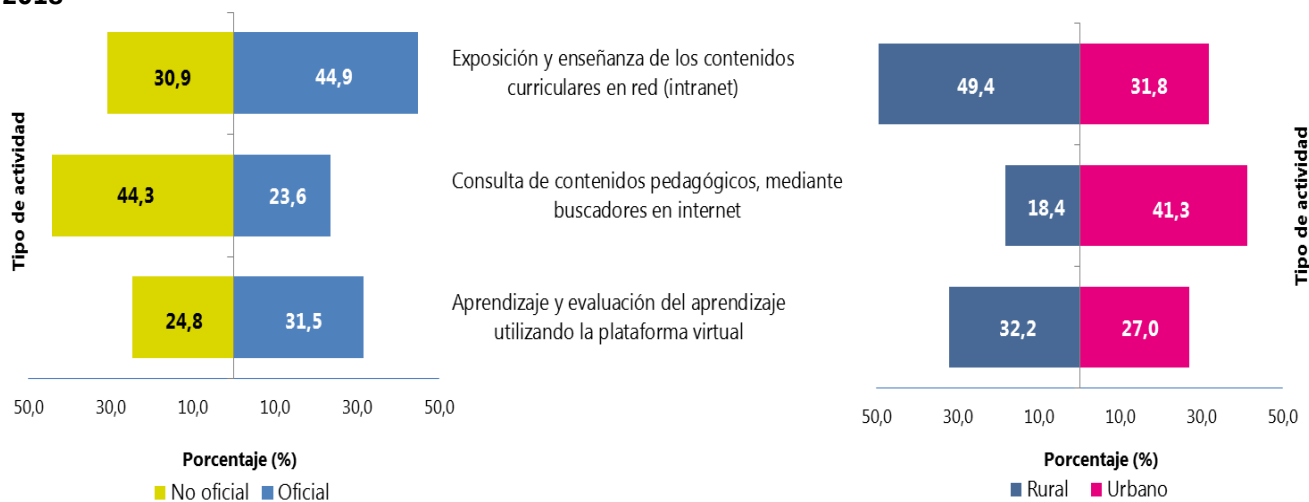 Tipo de actividad
30,9
44,9
44,3
23,6
24,8
31,5
50,0 30,0 10,0 10,0 30,0 50,0
Porcentaje (%)
No oficial Oficial
Exposición y enseñanza de los contenidos
curriculares en red (intranet)
Consulta de contenidos pedagógicos, mediante
buscadores en internet
Aprendizaje y evaluación del aprendizaje
utilizando la plataforma virtual
49,4
31,8
18,4
41,3
32,2
27,0
50,0 30,0 10,0 10,0 30,0 50,0
Porcentaje (%)
Rural Urbano
Tipo de actividad